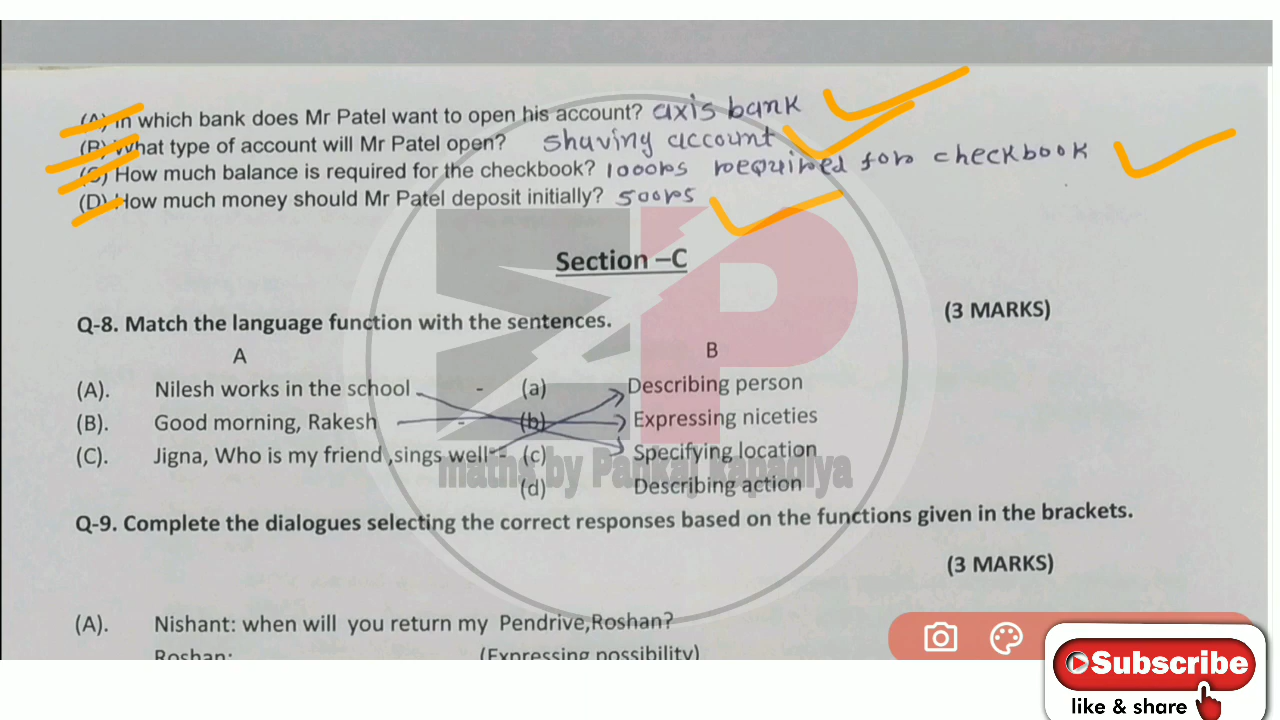 (A) In which bank does Mr Patel want to open his account? axis bank
(B) What type of account will Mr Patel open? shaving account
(C) How much balance is required for the checkbook? 1000rs required for checkbook
(D) How much money should Mr Patel deposit initially? 500rs
Section –C
Q-8. Match the language function with the sentences. (3 MARKS)
A B
(A). Nilesh works in the school - (a) Describing person
(B). Good morning, Rakesh - (b) Expressing niceties
(C). Jigna, Who is my friend ,sings well - (c) Specifying location
(d) Describing action
maths by Pankaj kapadiya
Q-9. Complete the dialogues selecting the correct responses based on the functions given in the brackets.
(3 MARKS)
(A). Nishant: when will you return my Pendrive,Roshan?
Roshan: (Expressing possibility)
Subscribe
like & share